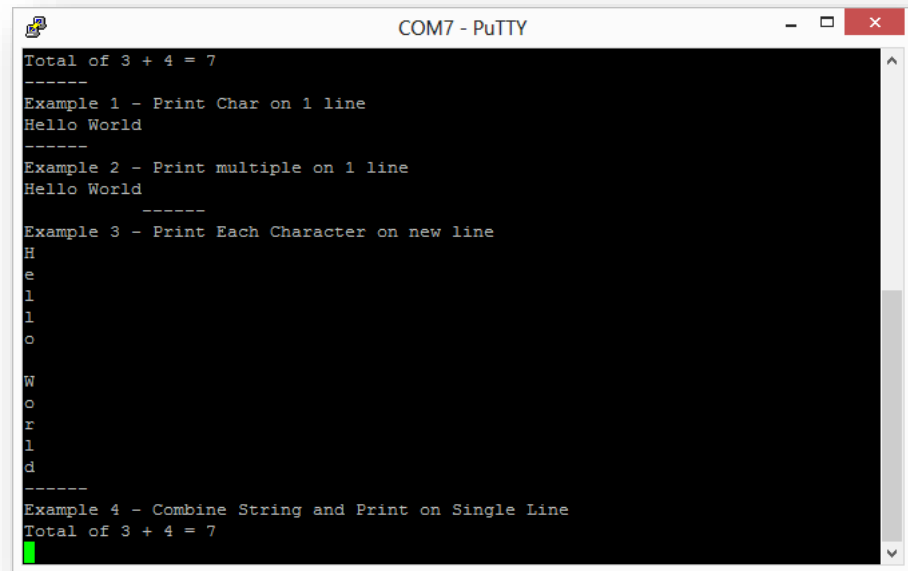 COM7 - PuTTY
Total of 3 + 4 = 7
------
Example 1 - Print Char on 1 line
Hello World
------
Example 2 - Print multiple on 1 line
Hello World
           ------
Example 3 - Print Each Character on new line
H
e
l
l
o

W
o
r
l
d
------
Example 4 - Combine String and Print on Single Line
Total of 3 + 4 = 7